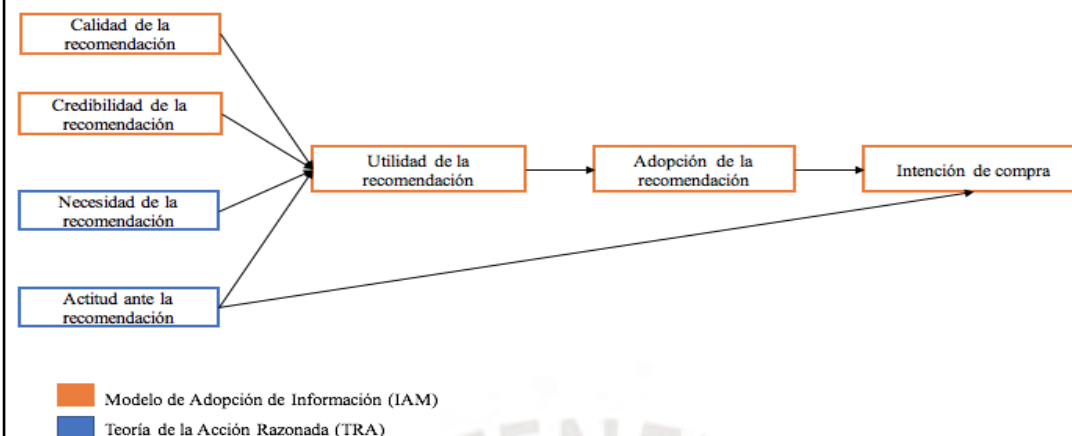 Calidad de la
recomendación
Credibilidad de la
recomendación
Utilidad de la
recomendación
Adopción de la
recomendación
Intención de compra
Necesidad de la
recomendación
Actitud ante la
recomendación
Modelo de Adopción de Información (IAM)
Teoría de la Acción Razonada (TRA)